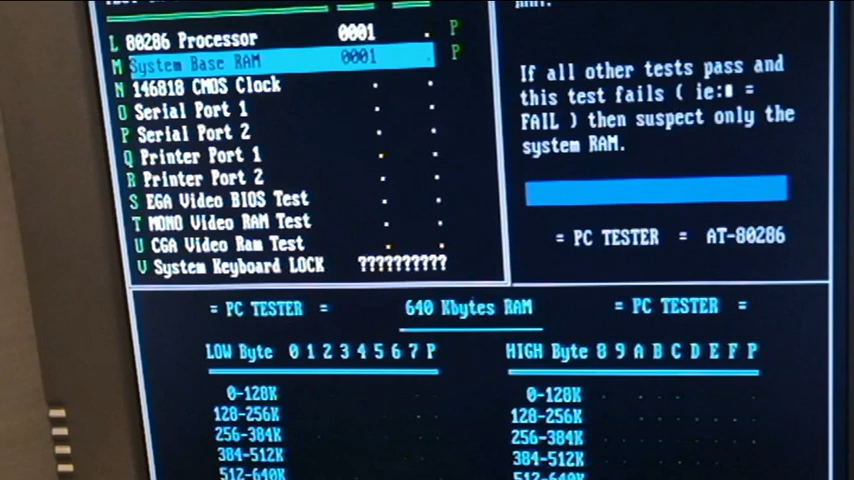 L 80286 Processor 0001 . P
M System Base RAM 0001 . P
N 146818 CMOS Clock . .
O Serial Port 1 . .
P Serial Port 2 . .
Q Printer Port 1 . .
R Printer Port 2 . .
S EGA Video BIOS Test . .
T MONO Video RAM Test . .
U CGA Video Ram Test . .
V System Keyboard LOCK ??????????
If all other tests pass and
this test fails ( ie:▮ =
FAIL ) then suspect only the
system RAM.
= PC TESTER = AT-80286
= PC TESTER = 640 Kbytes RAM = PC TESTER =
LOW Byte 0 1 2 3 4 5 6 7 P HIGH Byte 8 9 A B C D E F P
0-128K 0-128K
128-256K 128-256K
256-384K 256-384K
384-512K 384-512K
512-640K 512-640K